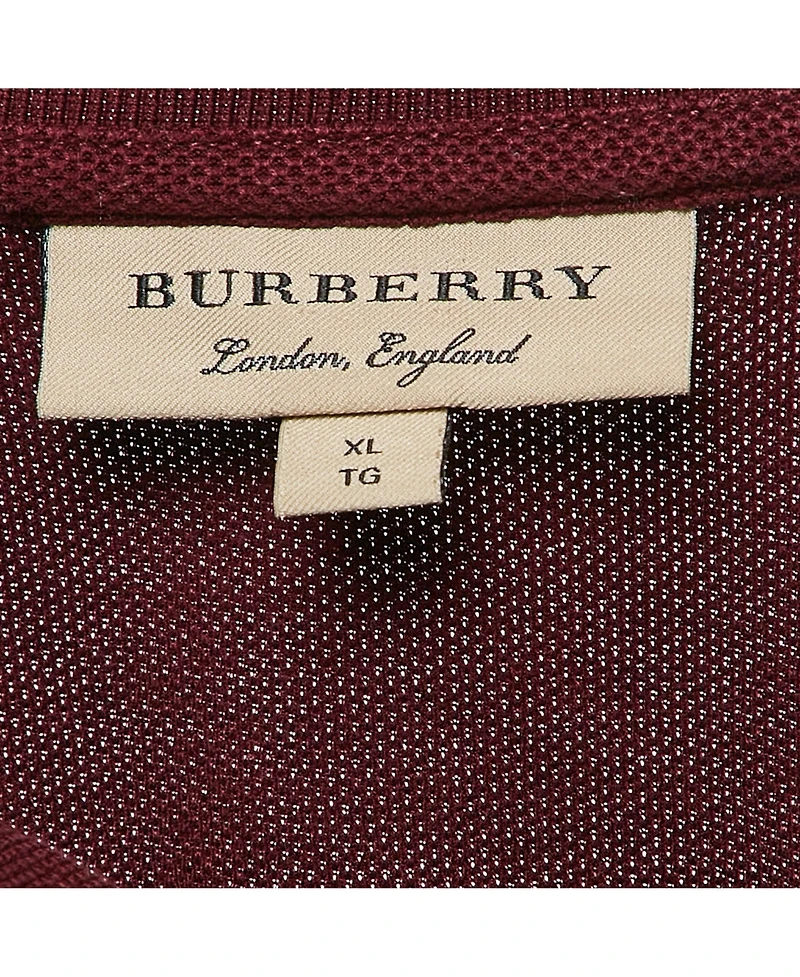 BURBERRY
London, England
XL
TG